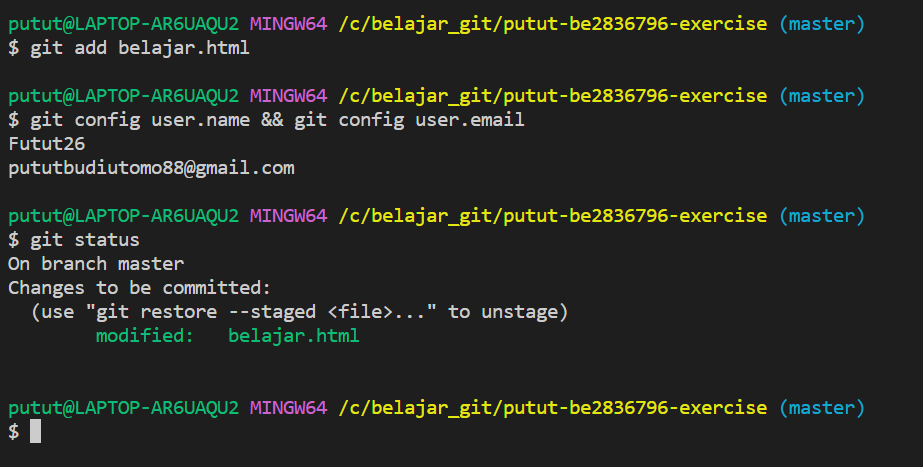 putut@LAPTOP-AR6UAQU2 MINGW64 /c/belajar_git/putut-be2836796-exercise (master)
$ git add belajar.html
putut@LAPTOP-AR6UAQU2 MINGW64 /c/belajar_git/putut-be2836796-exercise (master)
$ git config user.name && git config user.email
Futut26
pututbudiutomo88@gmail.com
putut@LAPTOP-AR6UAQU2 MINGW64 /c/belajar_git/putut-be2836796-exercise (master)
$ git status
On branch master
Changes to be committed:
  (use "git restore --staged <file>..." to unstage)
        modified:   belajar.html
putut@LAPTOP-AR6UAQU2 MINGW64 /c/belajar_git/putut-be2836796-exercise (master)
$